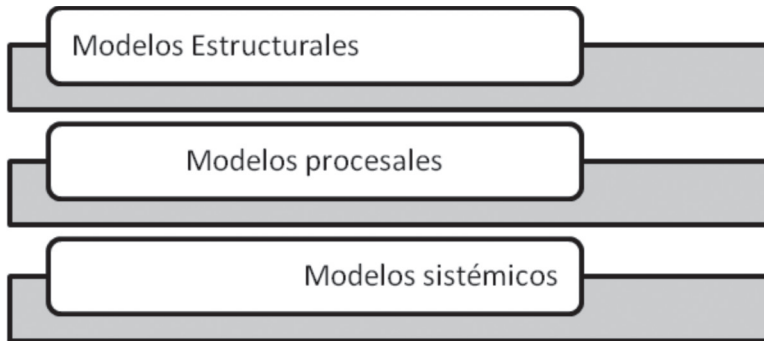 Modelos Estructurales
Modelos procesales
Modelos sistémicos